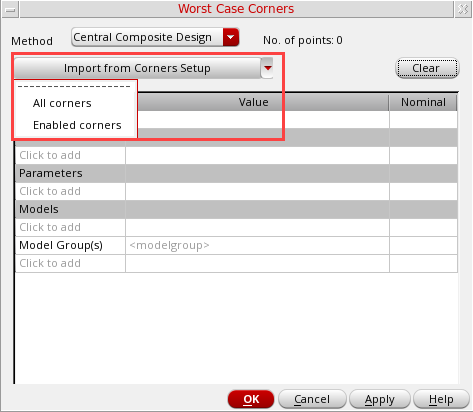 Worst Case Corners
Method Central Composite Design No. of points: 0
Import from Corners Setup Clear
All corners
Enabled corners
Value Nominal
Click to add
Parameters
Click to add
Models
Click to add
Model Group(s) <modelgroup>
Click to add
OK Cancel Apply Help